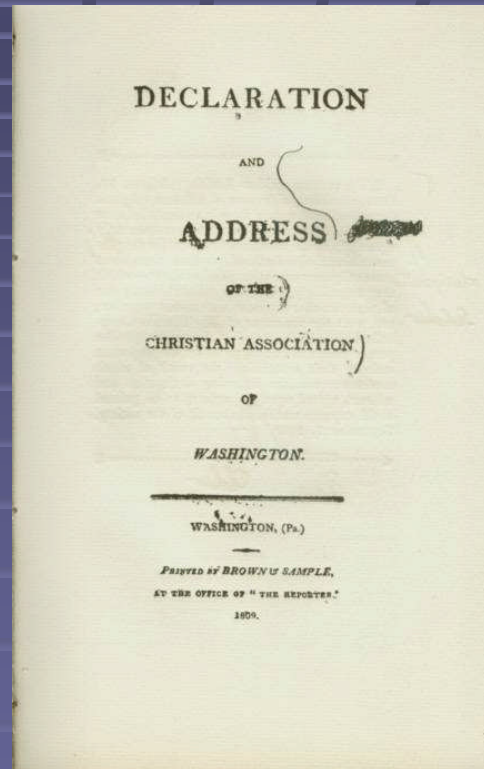 DECLARATION
AND
ADDRESS
OF THE
CHRISTIAN ASSOCIATION
OF
WASHINGTON.
WASHINGTON, (Pa.)
PRINTED BY BROWN & SAMPLE,
AT THE OFFICE OF "THE REPORTER."
1809.